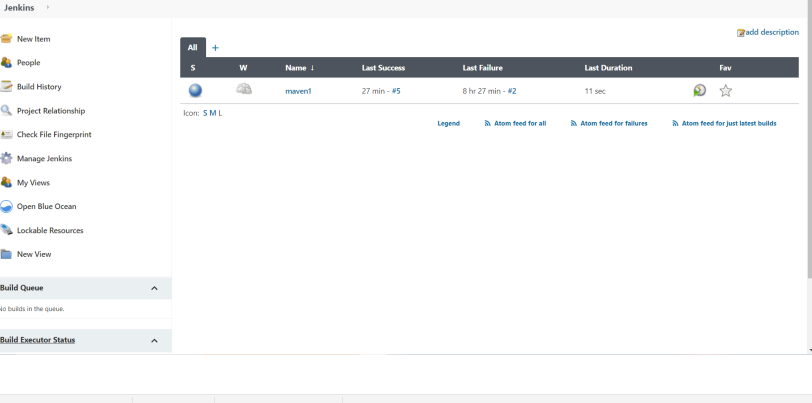 Jenkins
add description
New Item
People
Build History
Project Relationship
Check File Fingerprint
Manage Jenkins
My Views
Open Blue Ocean
Lockable Resources
New View
Build Queue
No builds in the queue.
Build Executor Status
All +
S W Name ↓ Last Success Last Failure Last Duration Fav
maven1 27 min - #5 8 hr 27 min - #2 11 sec
Icon: S M L
Legend Atom feed for all Atom feed for failures Atom feed for just latest builds